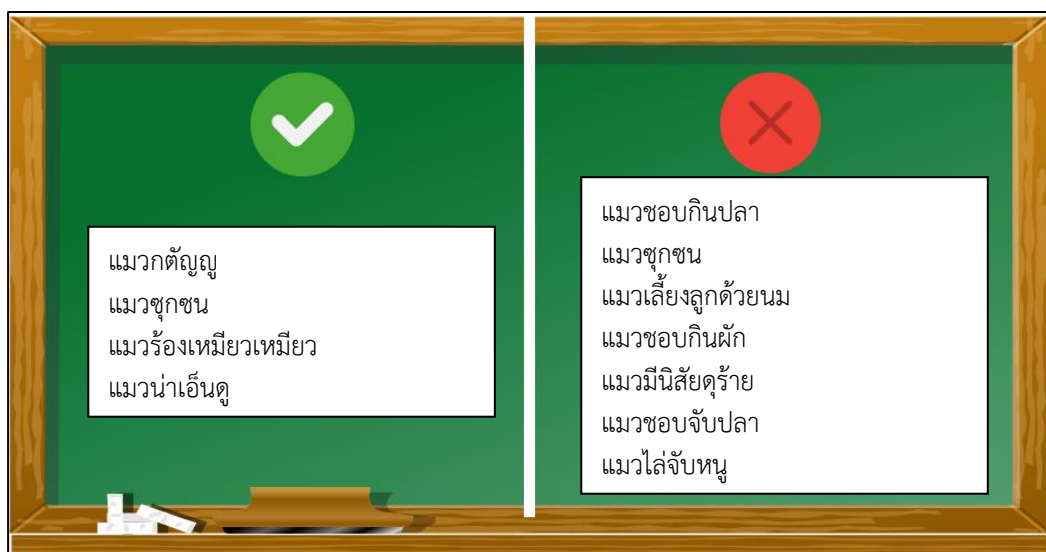 แมวกตัญญู
แมวซุกซน
แมวร้องเหมียวเหมียว
แมวน่าเอ็นดู
แมวชอบกินปลา
แมวซุกซน
แมวเลี้ยงลูกด้วยนม
แมวชอบกินผัก
แมวมีนิสัยดุร้าย
แมวชอบจับปลา
แมวไล่จับหนู